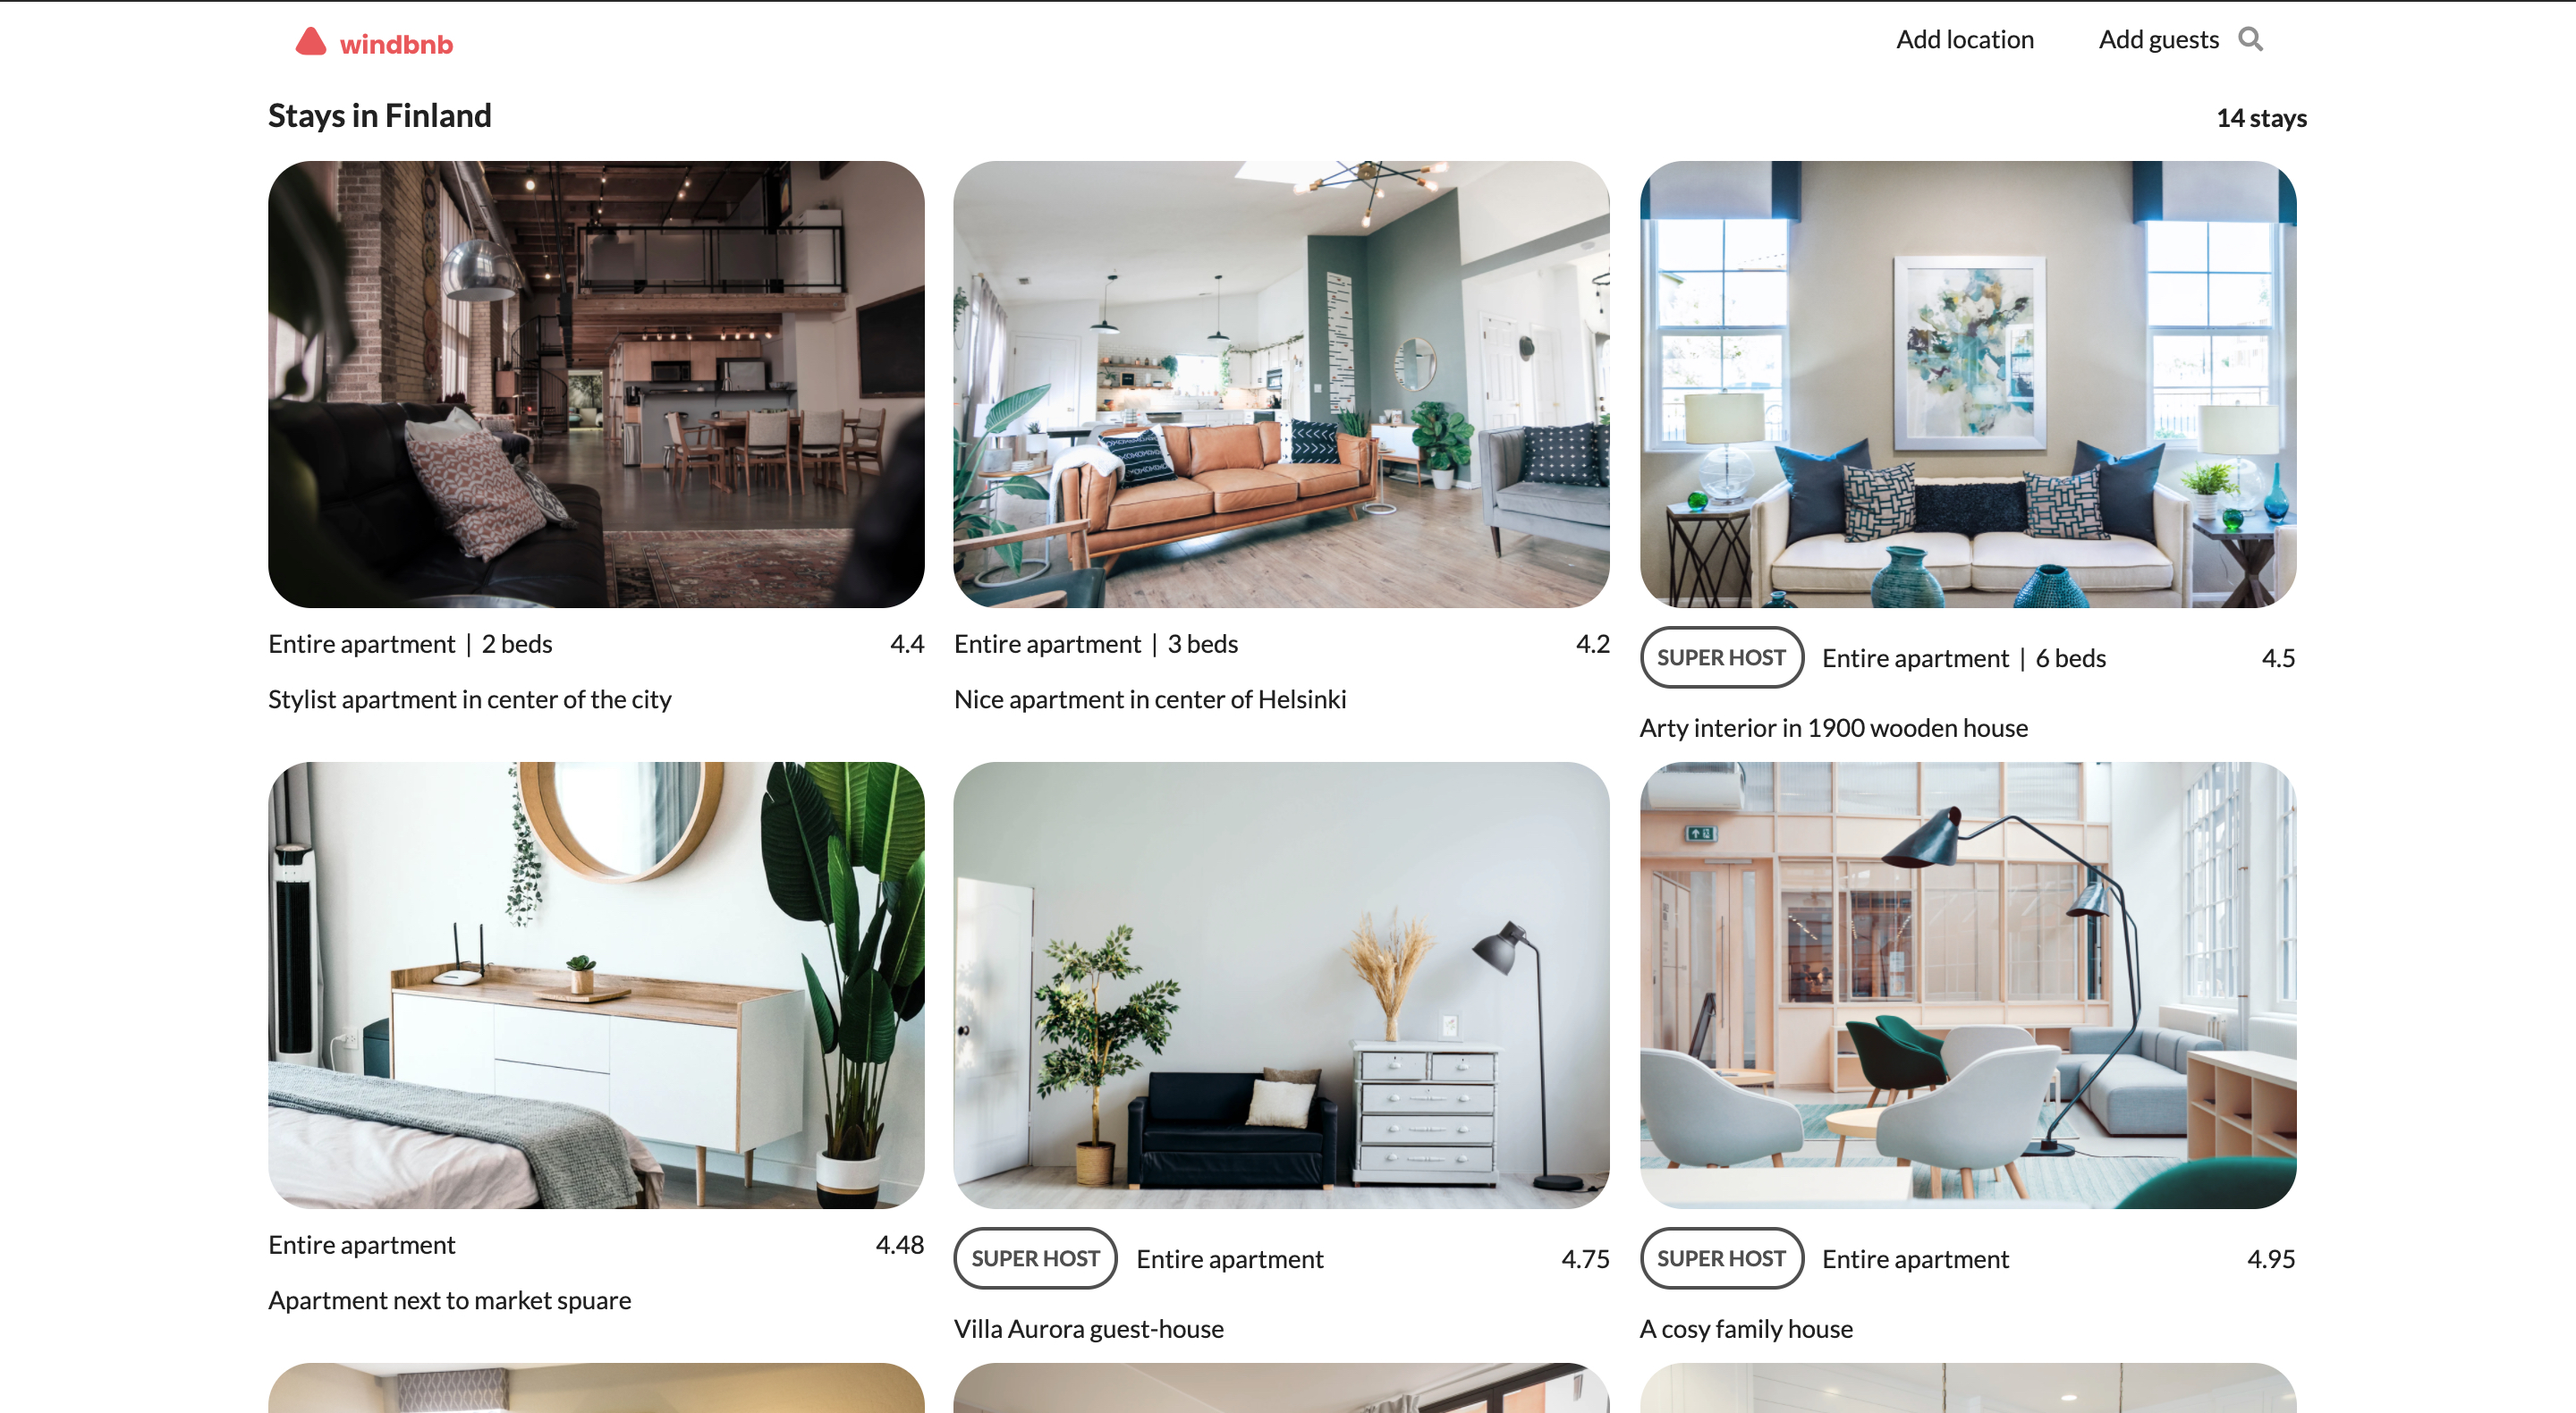 windbnb
Add location
Add guests
Stays in Finland
14 stays
Entire apartment | 2 beds
4.4
Stylist apartment in center of the city
Entire apartment | 3 beds
4.2
Nice apartment in center of Helsinki
SUPER HOST
Entire apartment | 6 beds
4.5
Arty interior in 1900 wooden house
Entire apartment
4.48
Apartment next to market spuare
SUPER HOST
Entire apartment
4.75
Villa Aurora guest-house
SUPER HOST
Entire apartment
4.95
A cosy family house